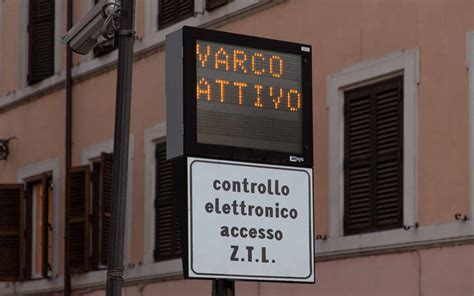 VARCO
ATTIVO
controllo
elettronico
accesso
Z.T.L.